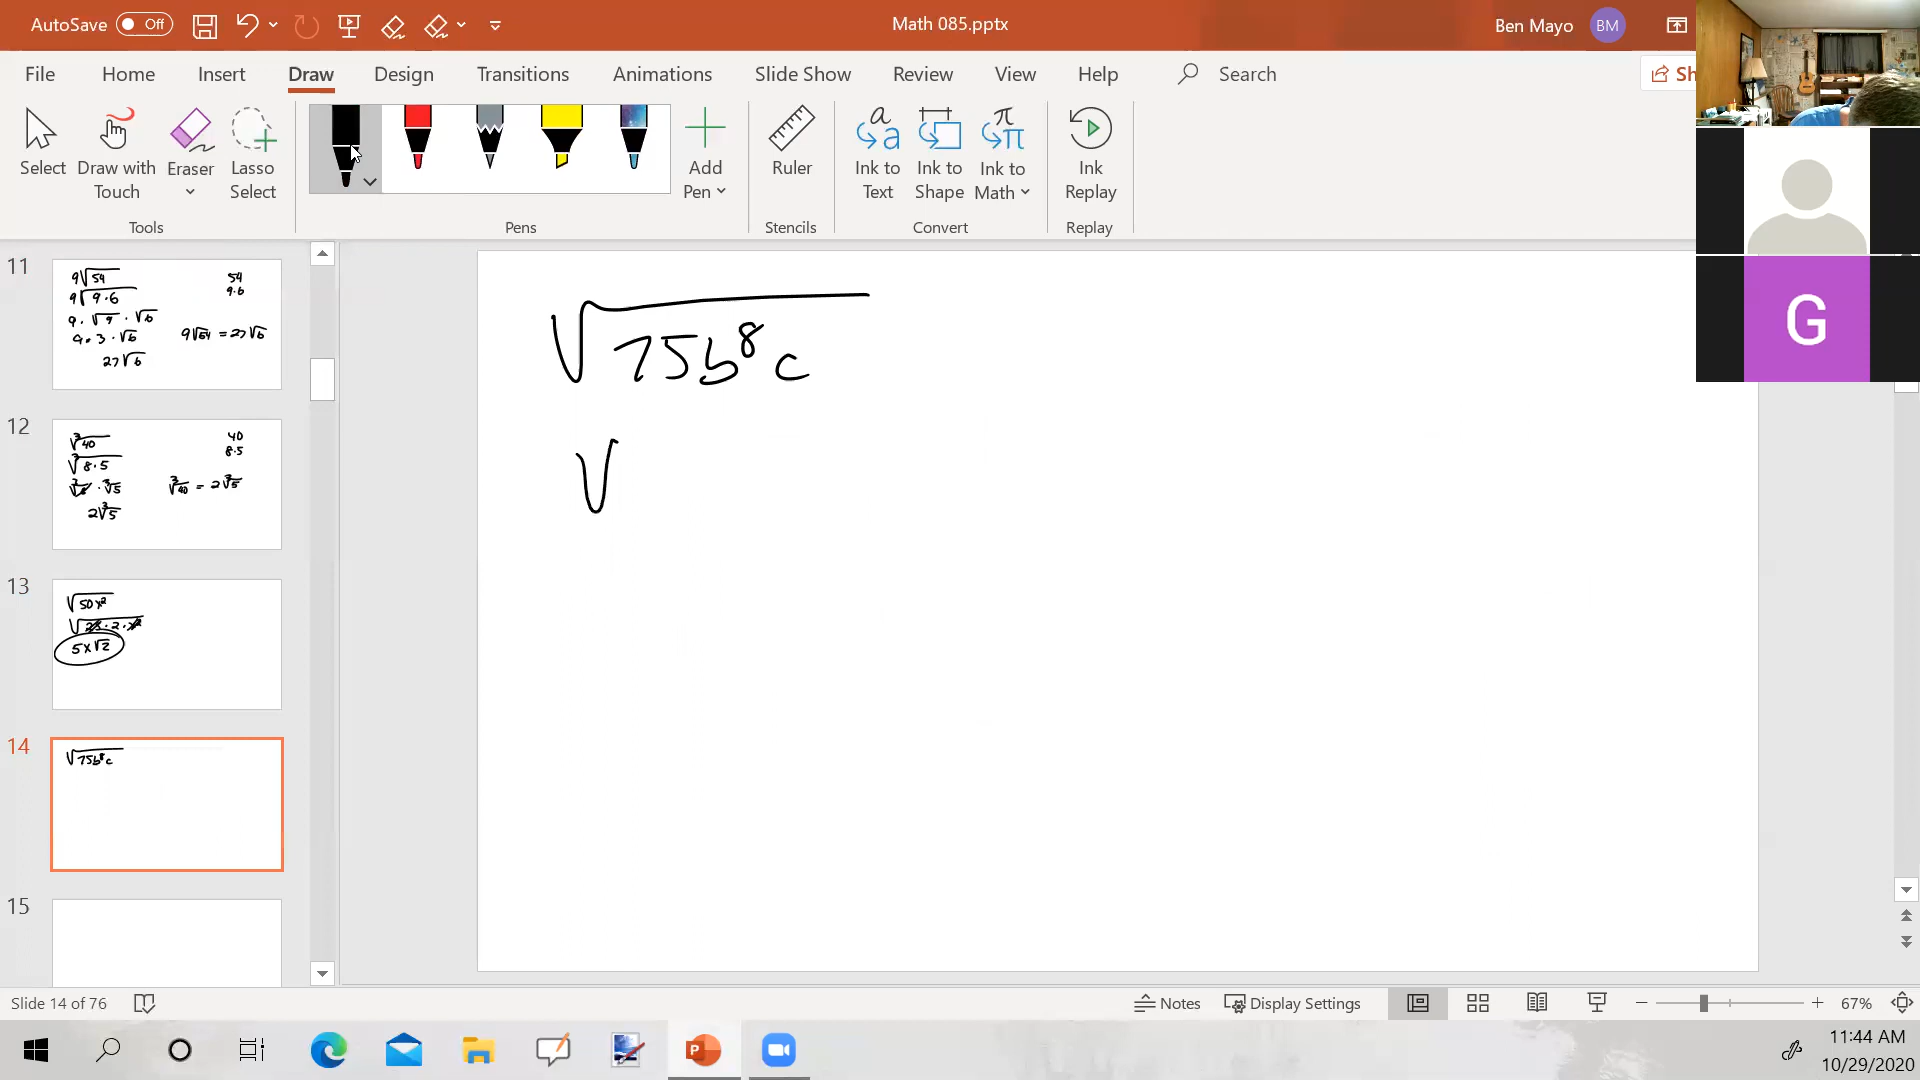 AutoSave Off Math 085.pptx Ben Mayo BM
File Home Insert Draw Design Transitions Animations Slide Show Review View Help Search Sh
Select Draw with Touch Eraser Lasso Select Add Pen Ruler a a Ink to Text Ink to Shape π π Ink to Math Ink Replay
Tools Pens Stencils Convert Replay
G
11
9√54 54
9√9·6 9·6
9·√9·√6
9·3·√6 9√54 = 27√6
27√6
12
∛40 40
∛8·5 8·5
∛8·∛5 ∛40 = 2∛5
2∛5
13
√50x²
√25·2·x²
5x√2
14
√75b⁸c
15
√75b⁸c
√
Slide 14 of 76 Notes Display Settings 67%
P
11:44 AM
10/29/2020